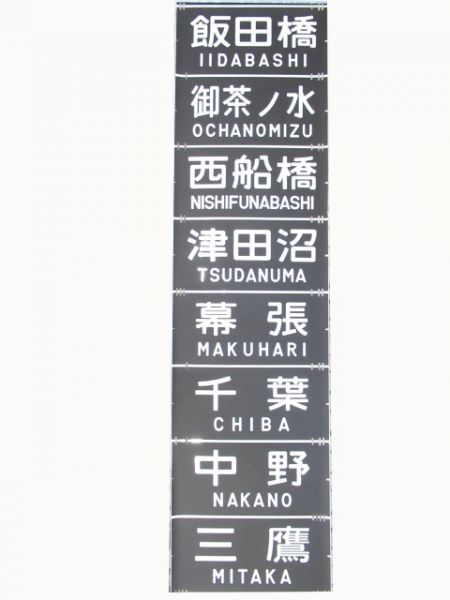 飯田橋
IIDABASHI
御茶ノ水
OCHANOMIZU
西船橋
NISHIFUNABASHI
津田沼
TSUDANUMA
幕張
MAKUHARI
千葉
CHIBA
中野
NAKANO
三鷹
MITAKA